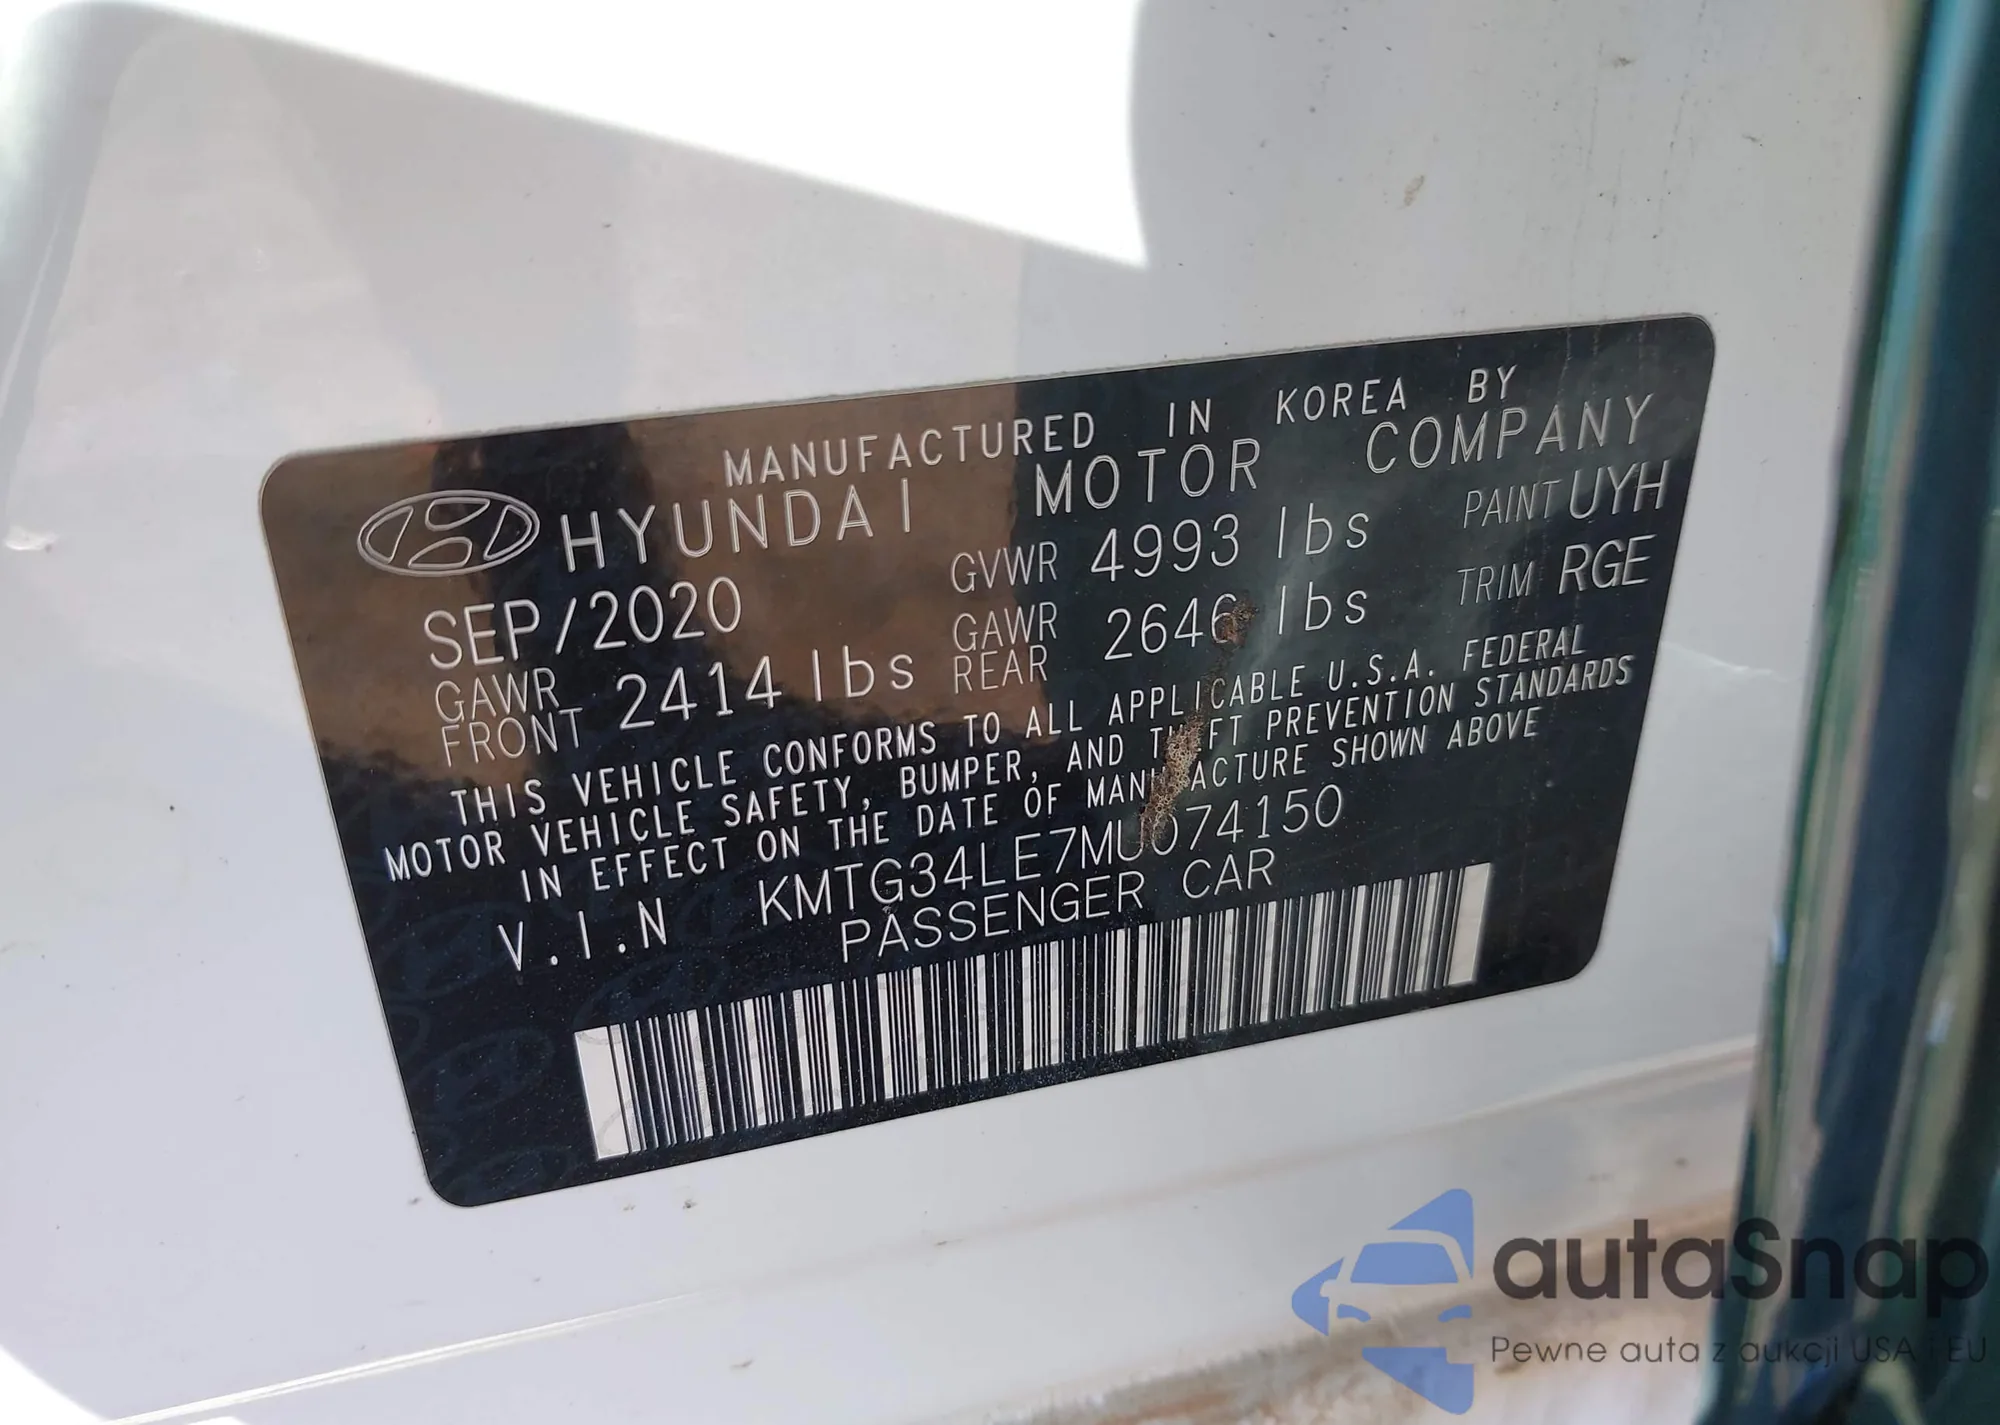 MANUFACTURED IN KOREA BY
HYUNDAI MOTOR COMPANY
SEP/2020 GVWR 4993 lbs PAINT UYH
GAWR FRONT 2414 lbs GAWR REAR 2646 lbs TRIM RGE
THIS VEHICLE CONFORMS TO ALL APPLICABLE U.S.A. FEDERAL
MOTOR VEHICLE SAFETY, BUMPER, AND THEFT PREVENTION STANDARDS
IN EFFECT ON THE DATE OF MANUFACTURE SHOWN ABOVE
V.I.N KMTG34LE7MU074150
PASSENGER CAR
autaSnap
Pewne auta z aukcji USA i EU